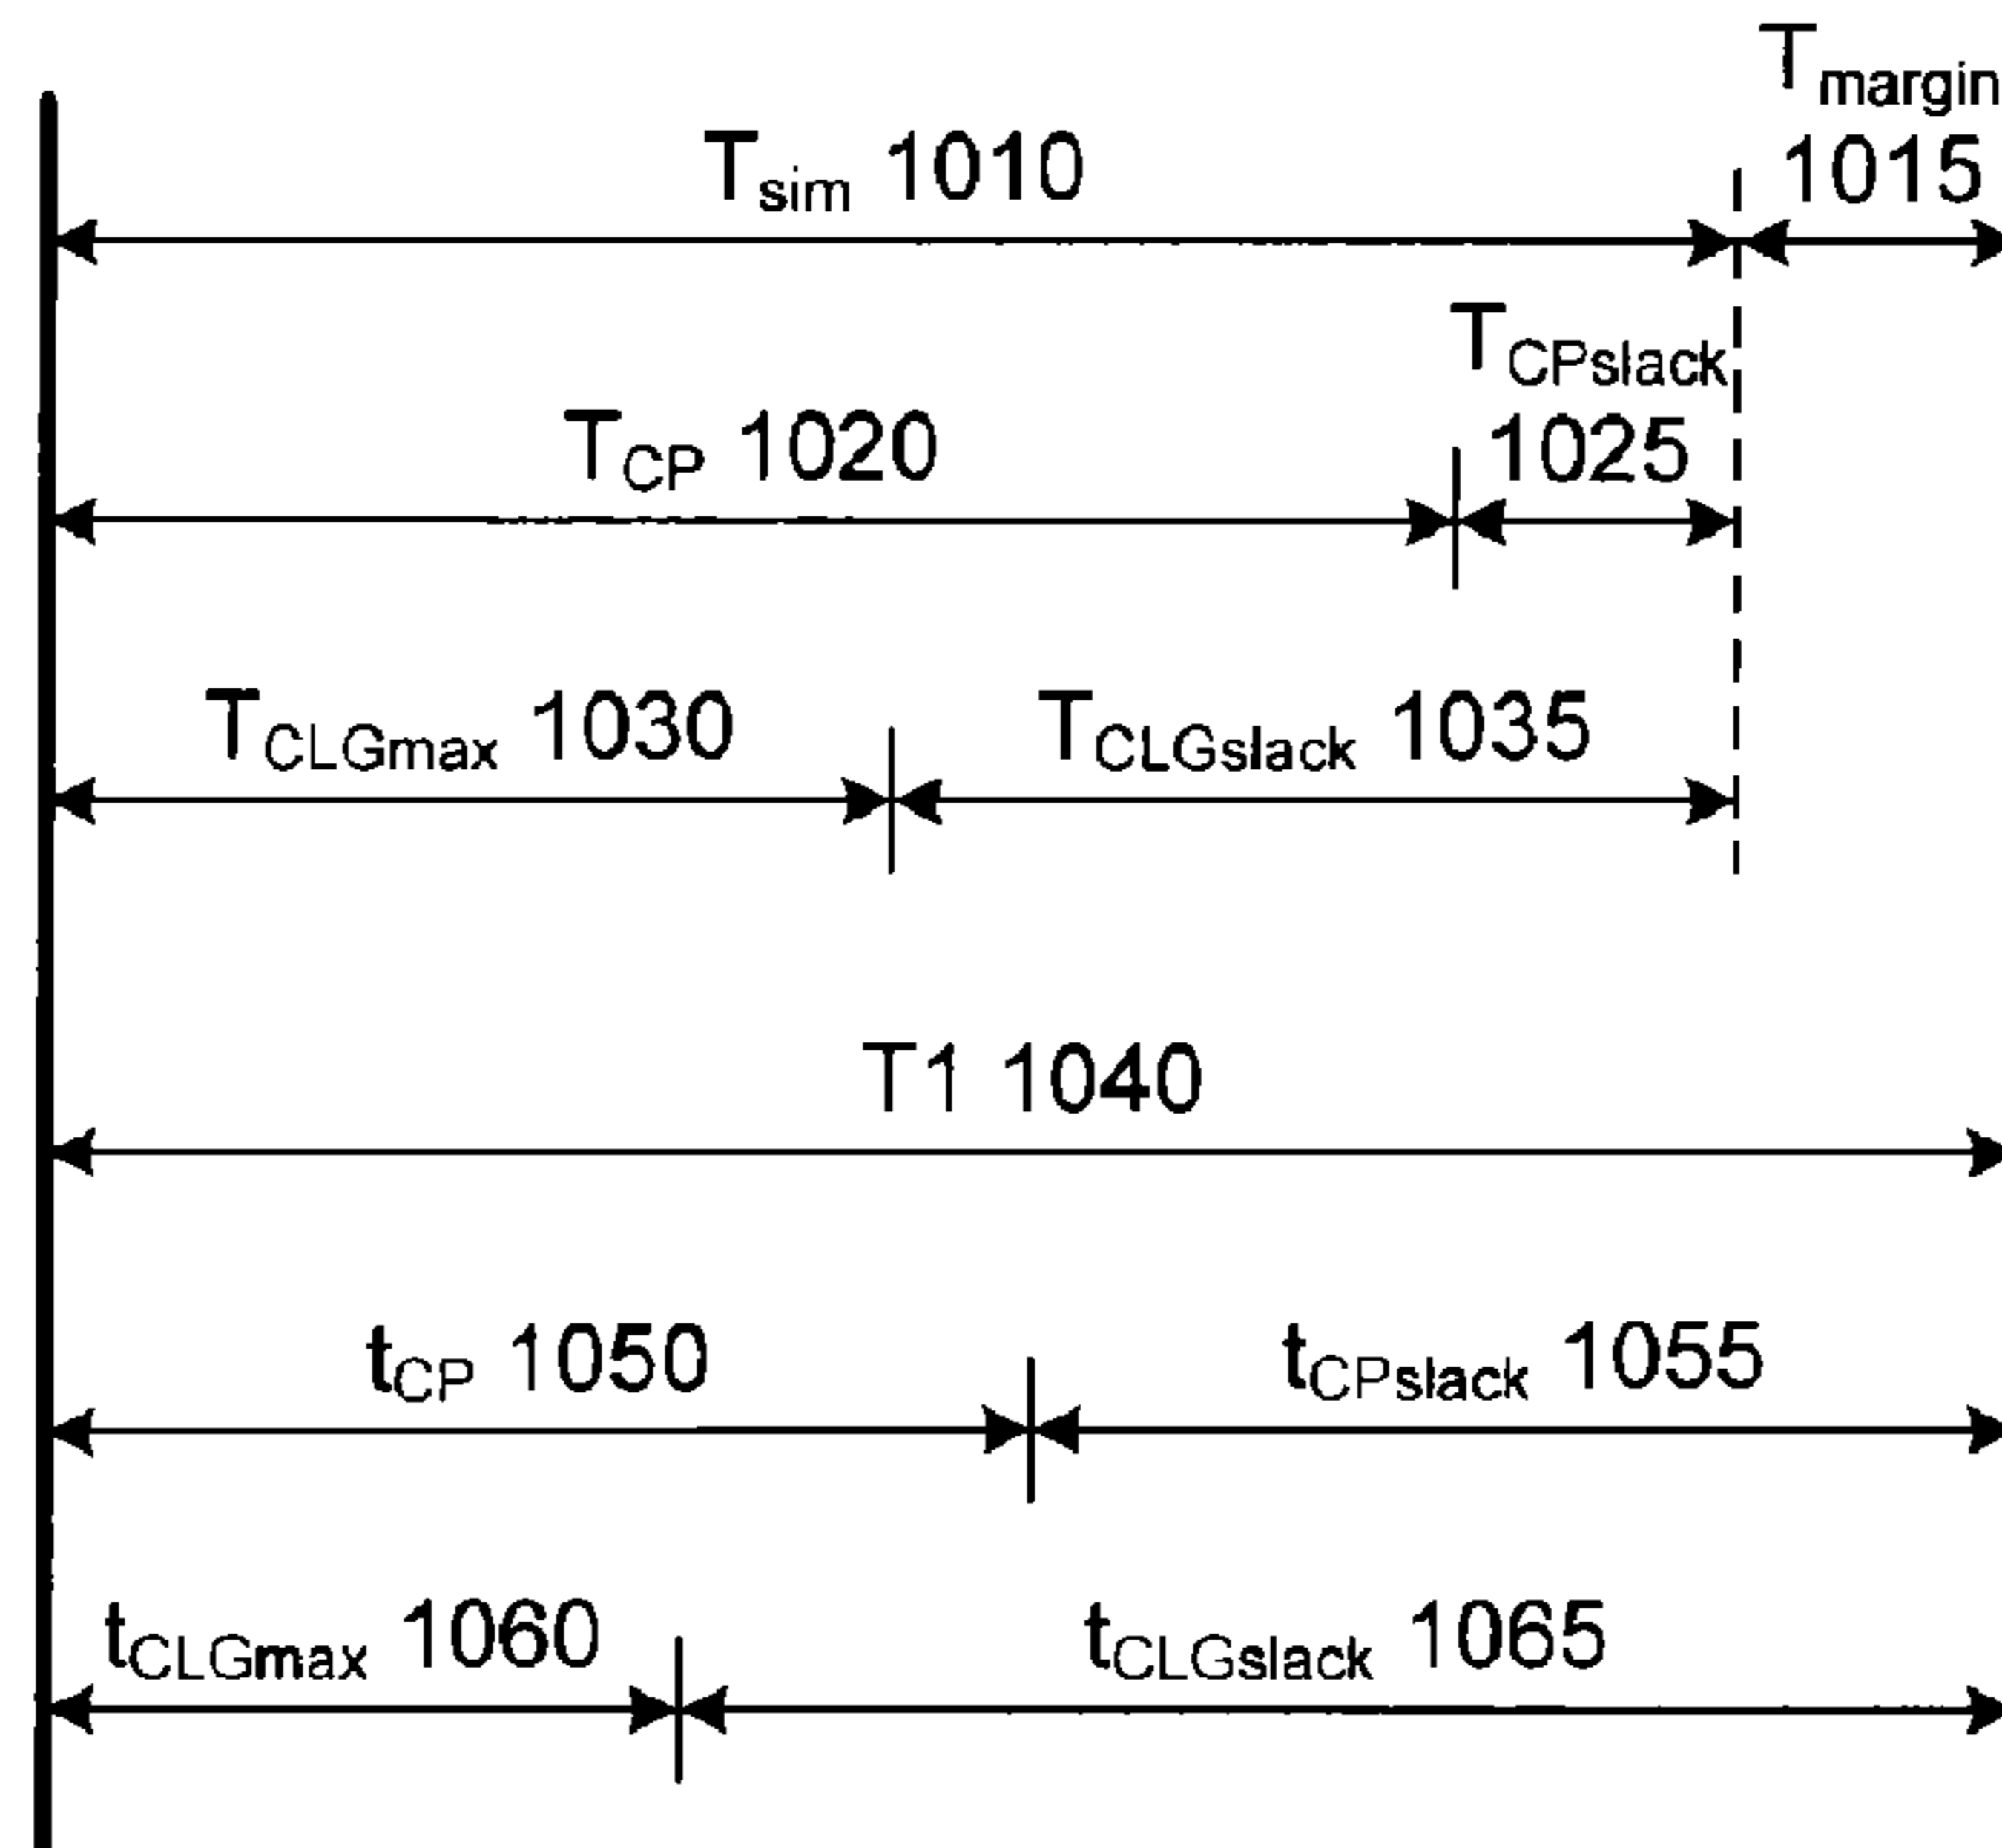 Tmargin
Tsim 1010 1015
TCPslack
TCP 1020 1025
TCLGmax 1030 TCLGslack 1035
T1 1040
tCP 1050 tCPslack 1055
tCLGmax 1060 tCLGslack 1065